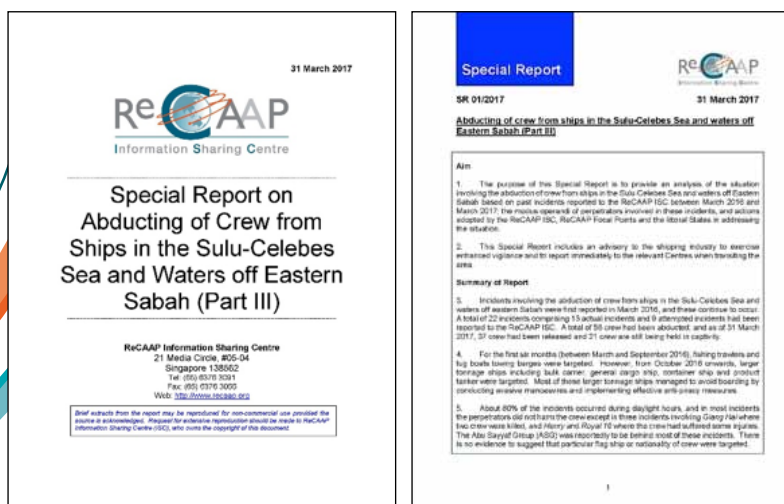 31 March 2017
ReCAAP
Information Sharing Centre
Special Report on
Abducting of Crew from
Ships in the Sulu-Celebes
Sea and Waters off Eastern
Sabah (Part III)
ReCAAP Information Sharing Centre
21 Media Circle, #05-04
Singapore 138562
Tel: (65) 6376 3091
Fax: (65) 6376 3066
Web: http://www.recaap.org
Brief extracts from the report may be reproduced for non-commercial use provided the
source is acknowledged. Request for extensive reproduction should be made to ReCAAP
Information Sharing Centre (ISC), who owns the copyright of this document.
Special Report
ReCAAP
Information Sharing Centre
SR 01/2017 31 March 2017
Abducting of crew from ships in the Sulu-Celebes Sea and waters off
Eastern Sabah (Part III)
Aim
1. The purpose of this Special Report is to provide an analysis of the situation
involving the abduction of crew from ships in the Sulu-Celebes Sea and waters off Eastern
Sabah based on past incidents reported to the ReCAAP ISC between March 2016 and
March 2017; the modus operandi of perpetrators involved in these incidents, and actions
adopted by the ReCAAP ISC, ReCAAP Focal Points and the littoral States in addressing
the situation.
2. This Special Report includes an advisory to the shipping industry to exercise
enhanced vigilance and to report immediately to the relevant Centres when transiting the
area.
Summary of Report
3. Incidents involving the abduction of crew from ships in the Sulu-Celebes Sea and
waters off eastern Sabah were first reported in March 2016, and these continue to occur.
A total of 22 incidents comprising 13 actual incidents and 9 attempted incidents had been
reported to the ReCAAP ISC. A total of 58 crew had been abducted, and as of 31 March
2017, 37 crew had been released and 21 crew are still being held in captivity.
4. For the first six months (between March and September 2016), fishing trawlers and
tug boats towing barges were targeted. However, from October 2016 onwards, larger
tonnage ships including bulk carrier, general cargo ship, container ship and product
tanker were targeted. Most of these larger tonnage ships managed to avoid boarding by
conducting evasive manoeuvres and implementing effective anti-piracy measures.
5. About 80% of the incidents occurred during daylight hours, and in most incidents
the perpetrators did not harm the crew except in three incidents involving Giang Hai where
two crew were killed, and Henry and Royal 16 where the crew had suffered some injuries.
The Abu Sayyaf Group (ASG) was reportedly to be behind most of these incidents. There
is no evidence to suggest that particular flag ship or nationality of crew were targeted.
1